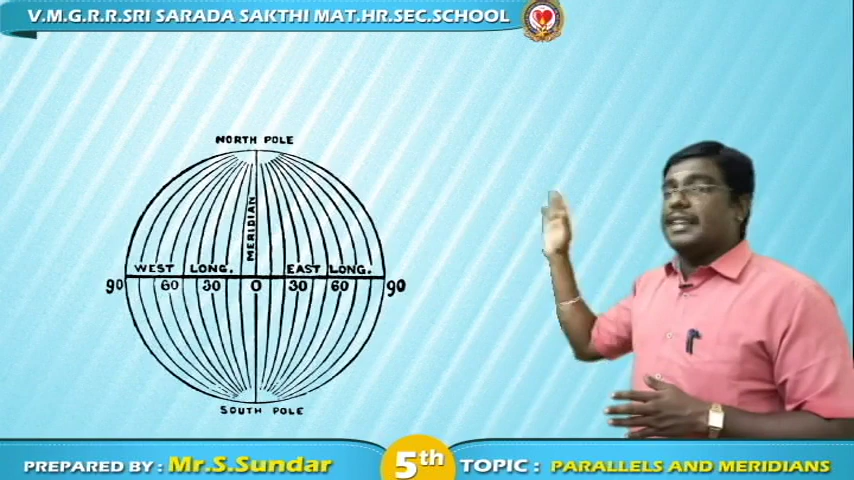 V.M.G.R.R.SRI SARADA SAKTHI MAT.HR.SEC.SCHOOL
NORTH POLE
MERIDIAN
WEST LONG. EAST LONG.
90 60 30 0 30 60 90
SOUTH POLE
PREPARED BY : Mr.S.Sundar 5th TOPIC : PARALLELS AND MERIDIANS